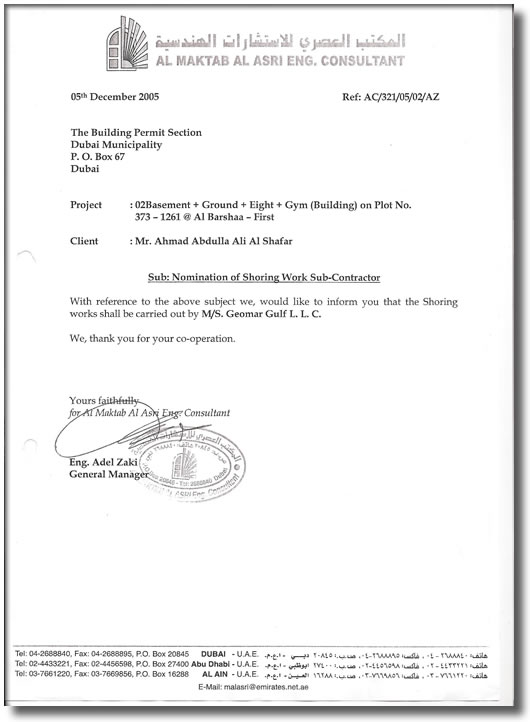 المكتب العصري للاستشارات الهندسية
AL MAKTAB AL ASRI ENG. CONSULTANT
05th December 2005 Ref: AC/321/05/02/AZ
The Building Permit Section
Dubai Municipality
P. O. Box 67
Dubai
Project : 02Basement + Ground + Eight + Gym (Building) on Plot No.
373 – 1261 @ Al Barshaa – First
Client : Mr. Ahmad Abdulla Ali Al Shafar
Sub: Nomination of Shoring Work Sub-Contractor
With reference to the above subject we, would like to inform you that the Shoring
works shall be carried out by M/S. Geomar Gulf L. L. C.
We, thank you for your co-operation.
Yours faithfully
for Al Maktab Al Asri Eng. Consultant
Eng. Adel Zaki
General Manager
Tel: 04-2688840, Fax: 04-2688895, P.O. Box 20845 DUBAI - U.A.E. هاتف: ٢٦٨٨٨٤٠-٠٤، فاكس: ٢٦٨٨٨٩٥-٠٤، ص.ب: ٢٠٨٤٥ دبـــي - ا.ع.م.
Tel: 02-4433221, Fax: 02-4456598, P.O. Box 27400 Abu Dhabi - U.A.E. هاتف: ٤٤٣٣٢٢١-٠٢، فاكس: ٤٤٥٦٥٩٨-٠٢، ص.ب: ٢٧٤٠٠ ابوظبي - ا.ع.م.
Tel: 03-7661220, Fax: 03-7669856, P.O. Box 16288 AL AIN - U.A.E. هاتف: ٧٦٦١٢٢٠-٠٣، فاكس: ٧٦٦٩٨٥٦-٠٣، ص.ب: ١٦٢٨٨ العـين - ا.ع.م.
E-Mail: malasri@emirates.net.ae